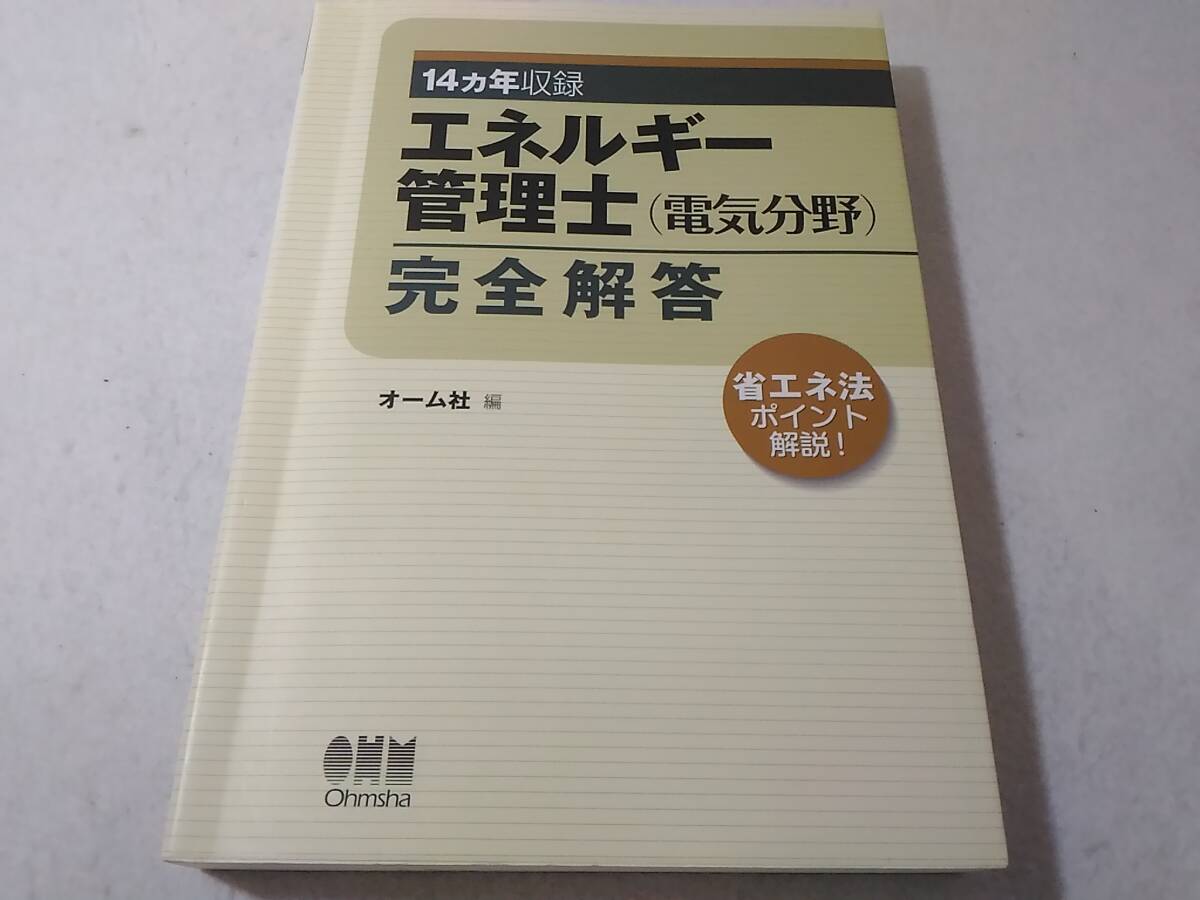 14ヵ年収録
エネルギー
管理士(電気分野)
完全解答
オーム社 編
省エネ法
ポイント
解説!
OHM
Ohmsha